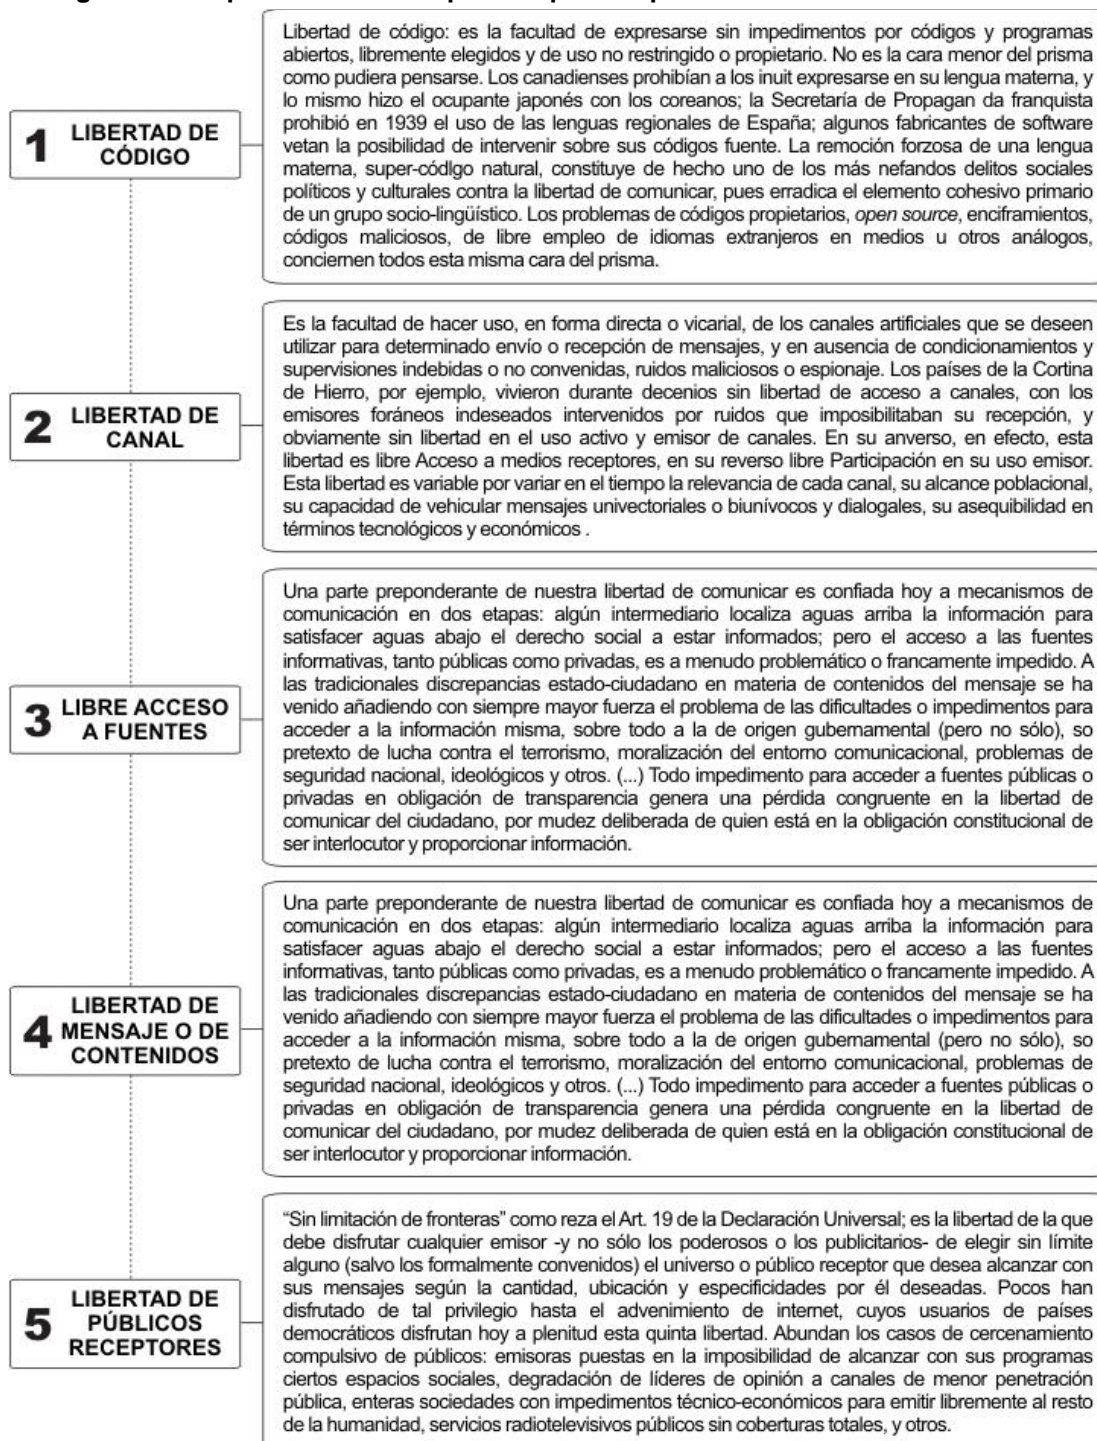 1 LIBERTAD DE
CÓDIGO
Libertad de código: es la facultad de expresarse sin impedimentos por códigos y programas
abiertos, libremente elegidos y de uso no restringido o propietario. No es la cara menor del prisma
como pudiera pensarse. Los canadienses prohibían a los inuit expresarse en su lengua materna, y
lo mismo hizo el ocupante japonés con los coreanos; la Secretaría de Propagan da franquista
prohibió en 1939 el uso de las lenguas regionales de España; algunos fabricantes de software
vetan la posibilidad de intervenir sobre sus códigos fuente. La remoción forzosa de una lengua
materna, super-códIgo natural, constituye de hecho uno de los más nefandos delitos sociales
políticos y culturales contra la libertad de comunicar, pues erradica el elemento cohesivo primario
de un grupo socio-lingüístico. Los problemas de códigos propietarios, open source, enciframientos,
códigos maliciosos, de libre empleo de idiomas extranjeros en medios u otros análogos,
conciernen todos esta misma cara del prisma.
2 LIBERTAD DE
CANAL
Es la facultad de hacer uso, en forma directa o vicarial, de los canales artificiales que se deseen
utilizar para determinado envío o recepción de mensajes, y en ausencia de condicionamientos y
supervisiones indebidas o no convenidas, ruidos maliciosos o espionaje. Los países de la Cortina
de Hierro, por ejemplo, vivieron durante decenios sin libertad de acceso a canales, con los
emisores foráneos indeseados intervenidos por ruidos que imposibilitaban su recepción, y
obviamente sin libertad en el uso activo y emisor de canales. En su anverso, en efecto, esta
libertad es libre Acceso a medios receptores, en su reverso libre Participación en su uso emisor.
Esta libertad es variable por variar en el tiempo la relevancia de cada canal, su alcance poblacional,
su capacidad de vehicular mensajes univectoriales o biunívocos y dialogales, su asequibilidad en
términos tecnológicos y económicos .
3 LIBRE ACCESO
A FUENTES
Una parte preponderante de nuestra libertad de comunicar es confiada hoy a mecanismos de
comunicación en dos etapas: algún intermediario localiza aguas arriba la información para
satisfacer aguas abajo el derecho social a estar informados; pero el acceso a las fuentes
informativas, tanto públicas como privadas, es a menudo problemático o francamente impedido. A
las tradicionales discrepancias estado-ciudadano en materia de contenidos del mensaje se ha
venido añadiendo con siempre mayor fuerza el problema de las dificultades o impedimentos para
acceder a la información misma, sobre todo a la de origen gubernamental (pero no sólo), so
pretexto de lucha contra el terrorismo, moralización del entorno comunicacional, problemas de
seguridad nacional, ideológicos y otros. (...) Todo impedimento para acceder a fuentes públicas o
privadas en obligación de transparencia genera una pérdida congruente en la libertad de
comunicar del ciudadano, por mudez deliberada de quien está en la obligación constitucional de
ser interlocutor y proporcionar información.
4 LIBERTAD DE
MENSAJE O DE
CONTENIDOS
Una parte preponderante de nuestra libertad de comunicar es confiada hoy a mecanismos de
comunicación en dos etapas: algún intermediario localiza aguas arriba la información para
satisfacer aguas abajo el derecho social a estar informados; pero el acceso a las fuentes
informativas, tanto públicas como privadas, es a menudo problemático o francamente impedido. A
las tradicionales discrepancias estado-ciudadano en materia de contenidos del mensaje se ha
venido añadiendo con siempre mayor fuerza el problema de las dificultades o impedimentos para
acceder a la información misma, sobre todo a la de origen gubernamental (pero no sólo), so
pretexto de lucha contra el terrorismo, moralización del entorno comunicacional, problemas de
seguridad nacional, ideológicos y otros. (...) Todo impedimento para acceder a fuentes públicas o
privadas en obligación de transparencia genera una pérdida congruente en la libertad de
comunicar del ciudadano, por mudez deliberada de quien está en la obligación constitucional de
ser interlocutor y proporcionar información.
5 LIBERTAD DE
PÚBLICOS
RECEPTORES
“Sin limitación de fronteras” como reza el Art. 19 de la Declaración Universal; es la libertad de la que
debe disfrutar cualquier emisor -y no sólo los poderosos o los publicitarios- de elegir sin límite
alguno (salvo los formalmente convenidos) el universo o público receptor que desea alcanzar con
sus mensajes según la cantidad, ubicación y especificidades por él deseadas. Pocos han
disfrutado de tal privilegio hasta el advenimiento de internet, cuyos usuarios de países
democráticos disfrutan hoy a plenitud esta quinta libertad. Abundan los casos de cercenamiento
compulsivo de públicos: emisoras puestas en la imposibilidad de alcanzar con sus programas
ciertos espacios sociales, degradación de líderes de opinión a canales de menor penetración
pública, enteras sociedades con impedimentos técnico-económicos para emitir libremente al resto
de la humanidad, servicios radiotelevisivos públicos sin coberturas totales, y otros.